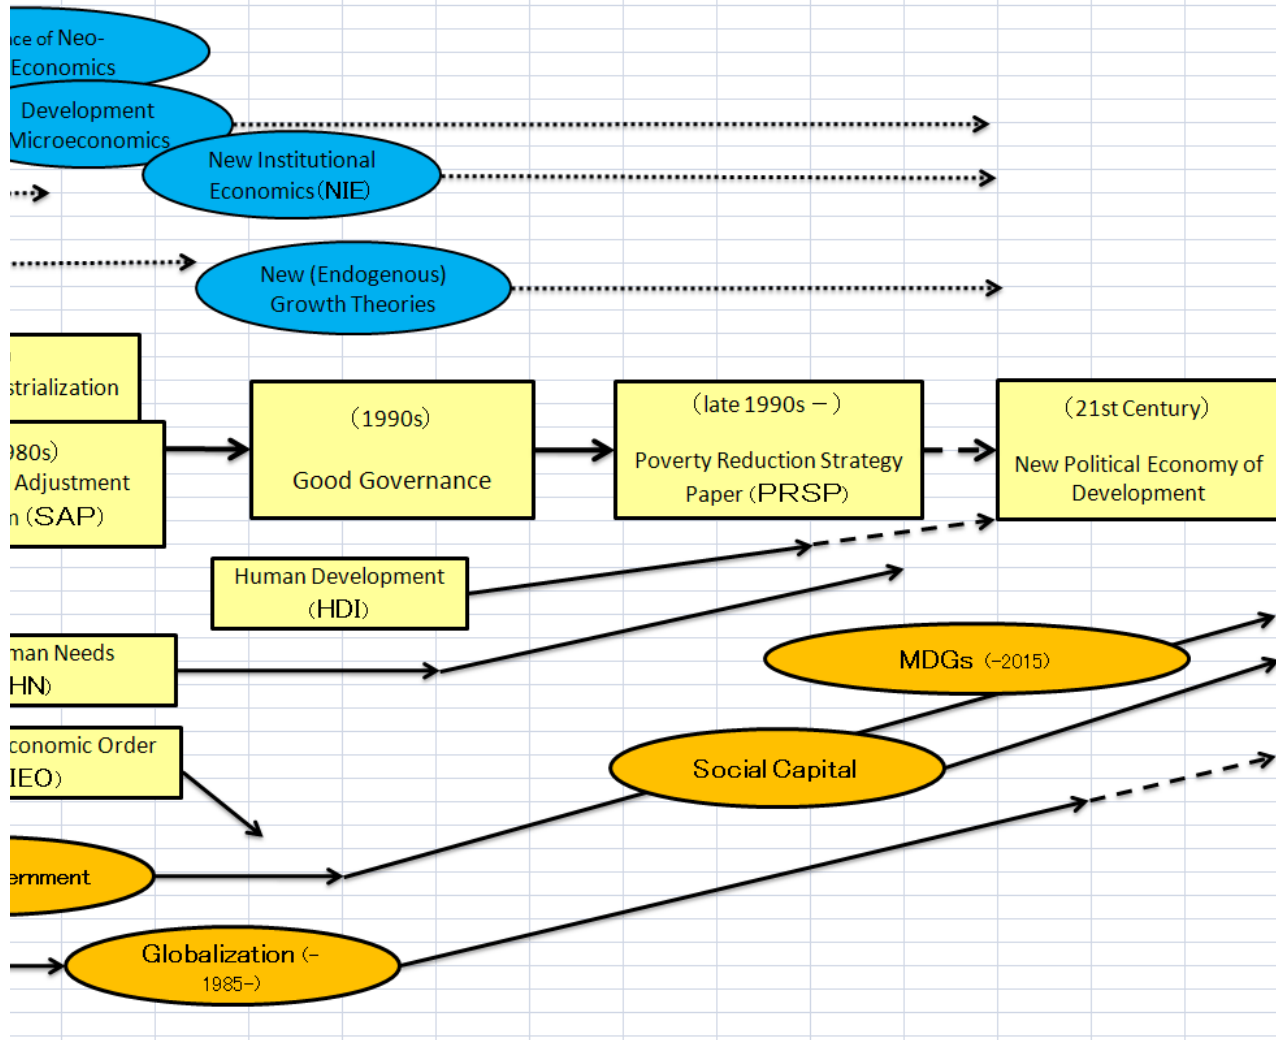 ce of Neo-
Economics
Development
Microeconomics
New Institutional
Economics(NIE)
New (Endogenous)
Growth Theories
strialization
980s)
Adjustment
(SAP)
(1990s)
Good Governance
(late 1990s – )
Poverty Reduction Strategy
Paper (PRSP)
(21st Century)
New Political Economy of
Development
Human Development
(HDI)
man Needs
HN)
conomic Order
IEO)
MDGs (-2015)
Social Capital
ernment
Globalization (-
1985-)